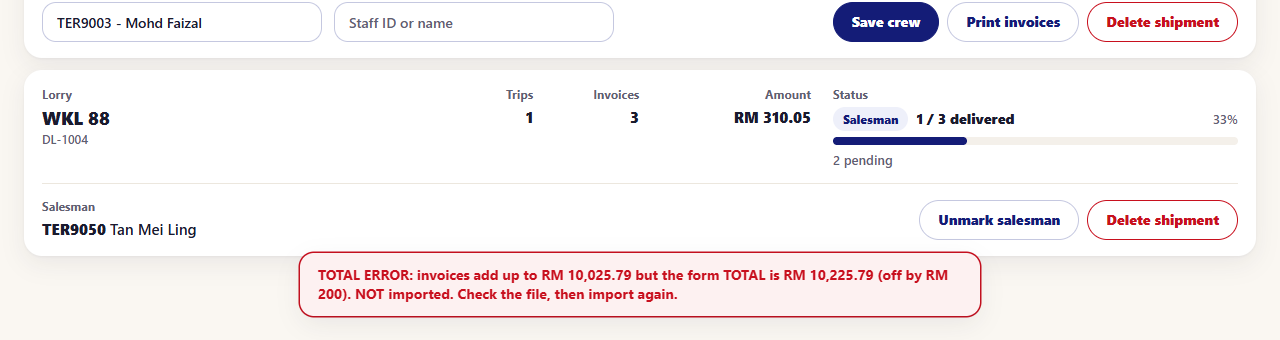 TER9003 - Mohd Faizal
Staff ID or name
Save crew
Print invoices
Delete shipment
Lorry
Trips
Invoices
Amount
Status
WKL 88
1
3
RM 310.05
Salesman
1 / 3 delivered
33%
DL-1004
2 pending
Salesman
TER9050 Tan Mei Ling
Unmark salesman
Delete shipment
TOTAL ERROR: invoices add up to RM 10,025.79 but the form TOTAL is RM 10,225.79 (off by RM
200). NOT imported. Check the file, then import again.